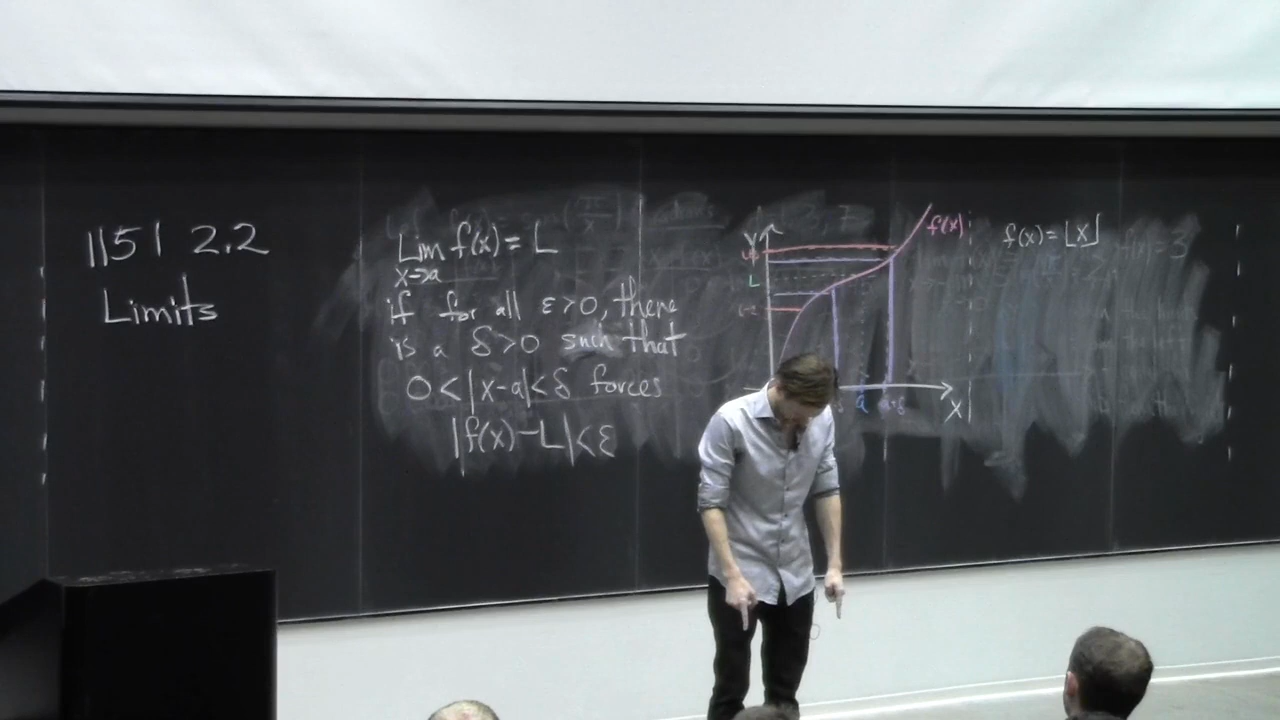 1151 2.2
Limits
Lim f(x) = L
x→a
if for all ε>0, there
is a δ>0 such that
0<|x-a|<δ forces
|f(x)-L|<ε
y
L
f(x)
a
x
f(x)=⌊x⌋